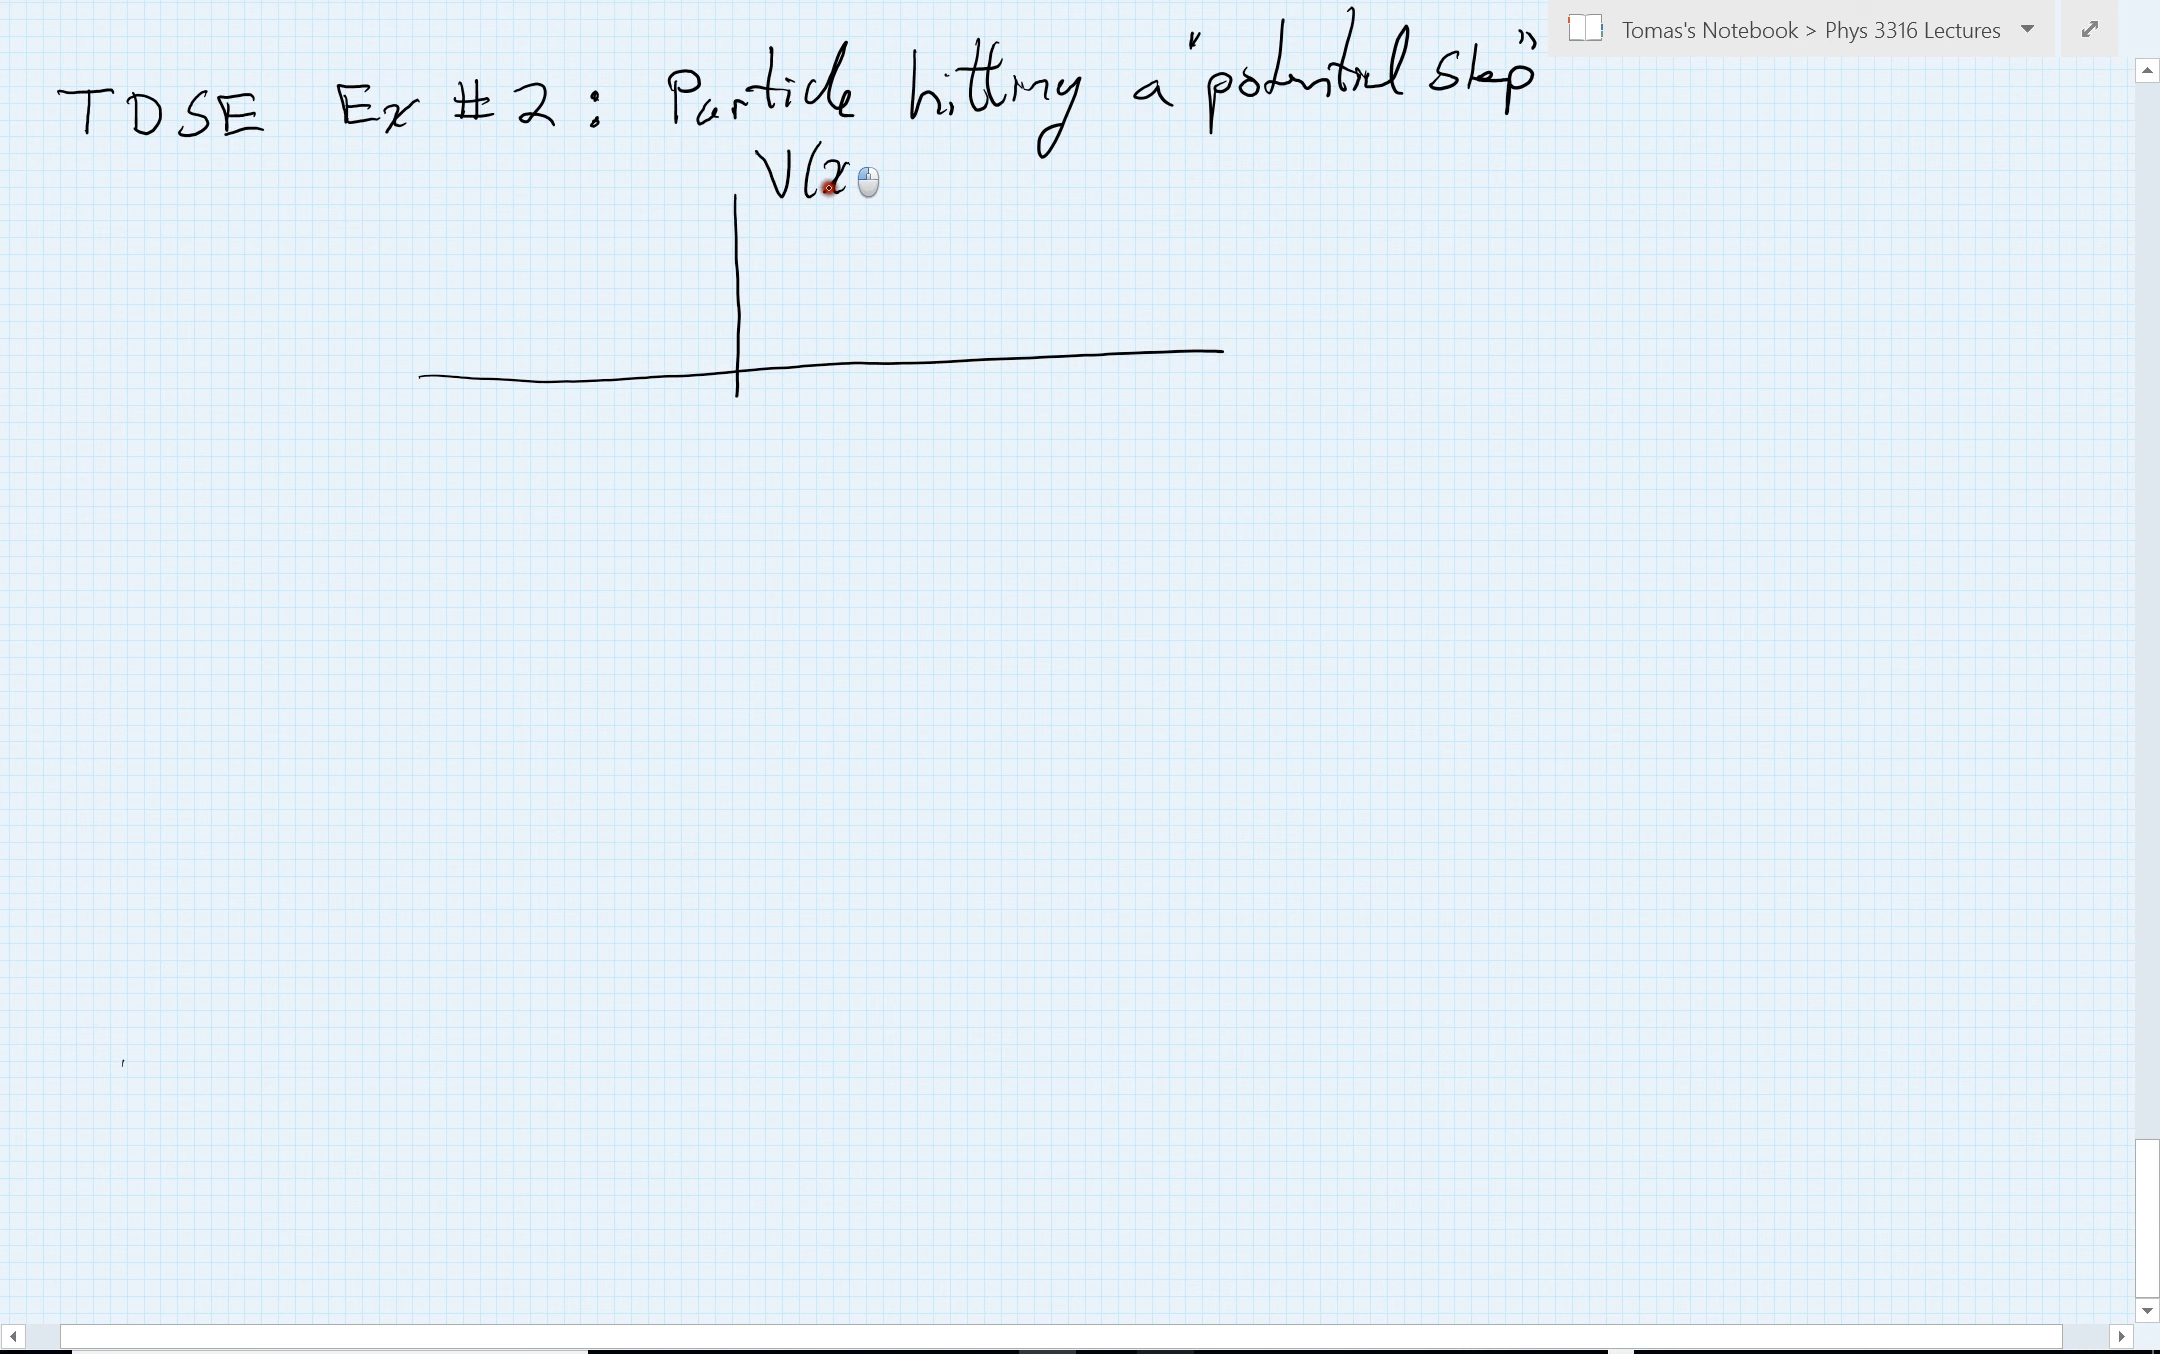 Tomas's Notebook > Phys 3316 Lectures
TDSE Ex #2: Particle hitting a "potential step"
V(x